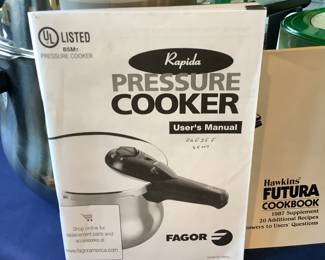 UL LISTED
85M1
PRESSURE COOKER
Rapida
PRESSURE
COOKER
User's Manual
Shop online for
replacement parts and
accessories at
www.fagoramerica.com
FAGOR
Hawkins'
FUTURA
COOKBOOK
1987 Supplement
20 Additional Recipes
nswers to Users' Questions